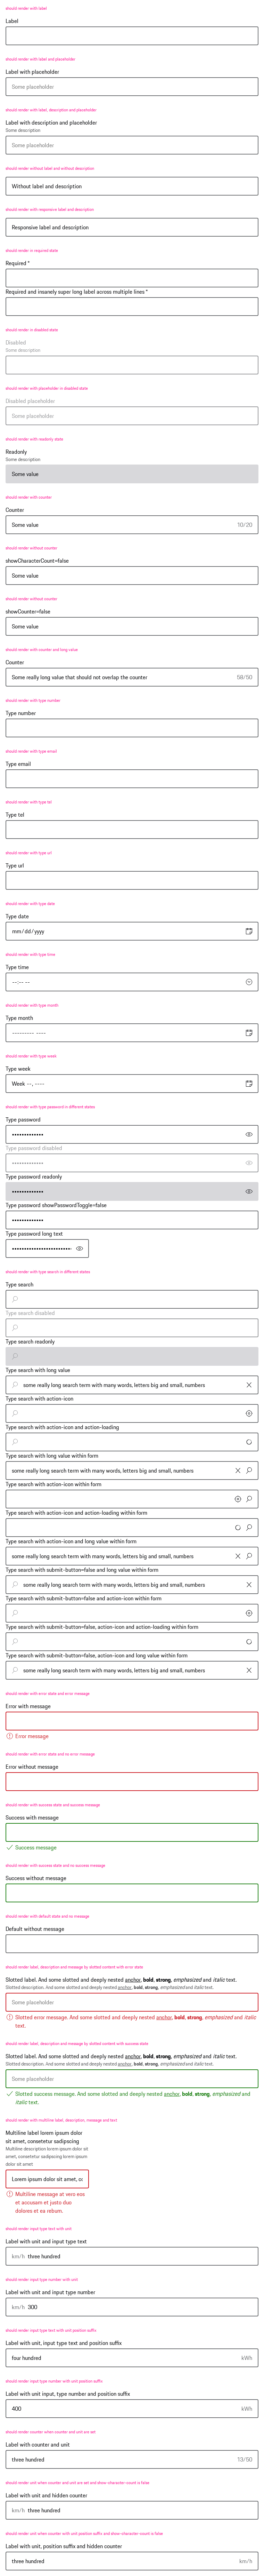 should render with label
Label
should render with label and placeholder
Label with placeholder
Some placeholder
should render with label, description and placeholder
Label with description and placeholder
Some description
Some placeholder
should render without label and without description
Without label and description
should render with responsive label and description
Responsive label and description
should render in required state
Required *
Required and insanely super long label across multiple lines *
should render in disabled state
Disabled
Some description
should render with placeholder in disabled state
Disabled placeholder
Some placeholder
should render with readonly state
Readonly
Some description
Some value
should render with counter
Counter
Some value 10/20
should render without counter
showCharacterCount=false
Some value
should render without counter
showCounter=false
Some value
should render with counter and long value
Counter
Some really long value that should not overlap the counter 58/50
should render with type number
Type number
should render with type email
Type email
should render with type tel
Type tel
should render with type url
Type url
should render with type date
Type date
mm/dd/yyyy
should render with type time
Type time
--:-- --
should render with type month
Type month
--------- ----
should render with type week
Type week
Week --, ----
should render with type password in different states
Type password
••••••••••••••
Type password disabled
••••••••••••••
Type password readonly
••••••••••••••
Type password showPasswordToggle=false
••••••••••••••
Type password long text
should render with type search in different states
Type search
Type search disabled
Type search readonly
Type search with long value
some really long search term with many words, letters big and small, numbers
Type search with action-icon
Type search with action-icon and action-loading
Type search with long value within form
some really long search term with many words, letters big and small, numbers
Type search with action-icon within form
Type search with action-icon and action-loading within form
Type search with action-icon and long value within form
some really long search term with many words, letters big and small, numbers
Type search with submit-button=false and long value within form
some really long search term with many words, letters big and small, numbers
Type search with submit-button=false and action-icon within form
Type search with submit-button=false, action-icon and action-loading within form
Type search with submit-button=false, action-icon and long value within form
some really long search term with many words, letters big and small, numbers
should render with error state and error message
Error with message
Error message
should render with error state and no error message
Error without message
should render with success state and success message
Success with message
Success message
should render with success state and no success message
Success without message
should render with default state and no message
Default without message
should render label, description and message by slotted content with error state
Slotted label. And some slotted and deeply nested anchor, bold, strong, emphasized and italic text.
Slotted description. And some slotted and deeply nested anchor, bold, strong, emphasized and italic text.
Some placeholder
Slotted error message. And some slotted and deeply nested anchor, bold, strong, emphasized and italic
text.
should render label, description and message by slotted content with success state
Slotted label. And some slotted and deeply nested anchor, bold, strong, emphasized and italic text.
Slotted description. And some slotted and deeply nested anchor, bold, strong, emphasized and italic text.
Some placeholder
Slotted success message. And some slotted and deeply nested anchor, bold, strong, emphasized and
italic text.
should render with multiline label, description, message and text
Multiline label lorem ipsum dolor
sit amet, consetetur sadipscing
Multiline description lorem ipsum dolor sit
amet, consetetur sadipscing lorem ipsum
dolor sit amet
Lorem ipsum dolor sit amet, co
Multiline message at vero eos
et accusam et justo duo
dolores et ea rebum.
should render input type text with unit
Label with unit and input type text
km/h three hundred
should render input type number with unit
Label with unit and input type number
km/h 300
should render input type text with unit position suffix
Label with unit, input type text and position suffix
four hundred kWh
should render input type number with unit position suffix
Label with unit input, type number and position suffix
400 kWh
should render counter when counter and unit are set
Label with counter and unit
three hundred 13/50
should render unit when counter and unit are set and show-character-count is false
Label with unit and hidden counter
km/h three hundred
should render unit when counter with unit position suffix and show-character-count is false
Label with unit, position suffix and hidden counter
three hundred km/h